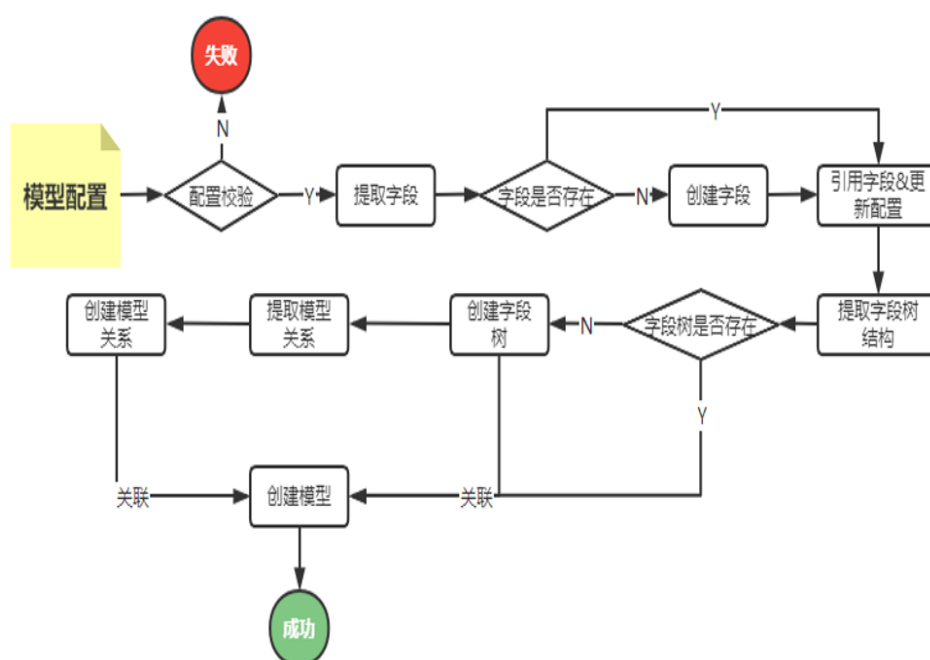 失败
N
模型配置
配置校验
Y
提取字段
字段是否存在
Y
N
创建字段
引用字段&更
新配置
创建模型
关系
提取模型
关系
创建字段
树
N
字段树是否存在
提取字段树
结构
Y
关联
创建模型
关联
成功